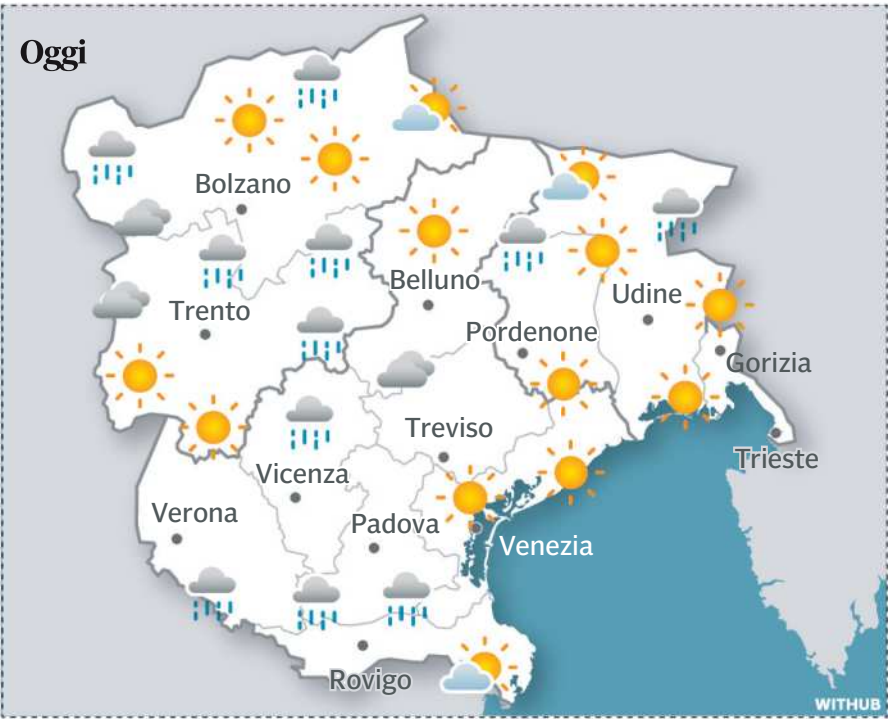 Oggi
Bolzano
Belluno
Udine
Trento
Pordenone
Gorizia
Treviso
Trieste
Vicenza
Verona
Padova
Venezia
Rovigo
WITHUB